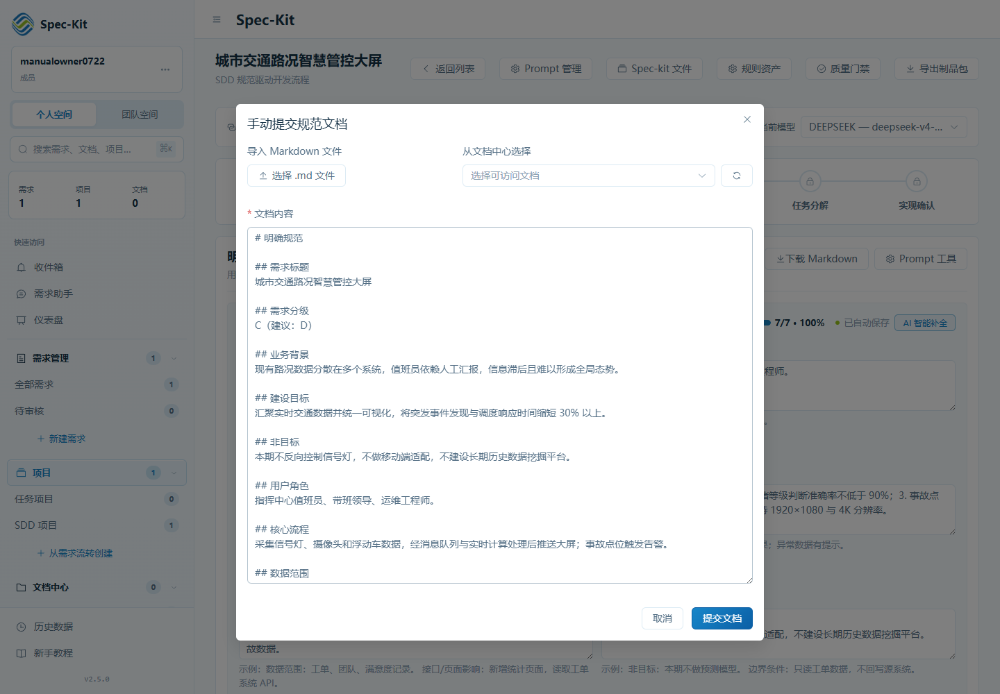 Spec-Kit
manualowner0722
成员
个人空间
团队空间
搜索需求、文档、项目...
⌘K
需求
项目
文档
1
1
0
快速访问
收件箱
需求助手
仪表盘
需求管理
1
全部需求
1
待审核
0
+ 新建需求
项目
1
任务项目
0
SDD 项目
1
+ 从需求流转创建
文档中心
0
历史数据
新手教程
v2.5.0
Spec-Kit
城市交通路况智慧管控大屏
SDD 规范驱动开发流程
返回列表
Prompt 管理
Spec-kit 文件
规则资产
质量门禁
导出制品包
前模型
DEEPSEEK — deepseek-v4-...
任务分解
实现确认
下载 Markdown
Prompt 工具
7/7 • 100%
已自动保存
AI 智能补全
程师。
等级判断准确率不低于 90%；3. 事故点
1920×1080 与 4K 分辨率。
；异常数据有提示。
适配，不建设长期历史数据挖掘平台。
故数据。
示例：数据范围：工单、团队、满意度记录。 接口/页面影响：新增统计页面，读取工单
系统 API。
示例：非目标：本期不做预测模型。 边界条件：只读工单数据，不回写源系统。
手动提交规范文档
导入 Markdown 文件
从文档中心选择
选择 .md 文件
选择可访问文档
* 文档内容
# 明确规范
## 需求标题
城市交通路况智慧管控大屏
## 需求分级
C（建议：D）
## 业务背景
现有路况数据分散在多个系统，值班员依赖人工汇报，信息滞后且难以形成全局态势。
## 建设目标
汇聚实时交通数据并统一可视化，将突发事件发现与调度响应时间缩短 30% 以上。
## 非目标
本期不反向控制信号灯，不做移动端适配，不建设长期历史数据挖掘平台。
## 用户角色
指挥中心值班员、带班领导、运维工程师。
## 核心流程
采集信号灯、摄像头和浮动车数据，经消息队列与实时计算处理后推送大屏；事故点位触发告警。
## 数据范围
取消
提交文档